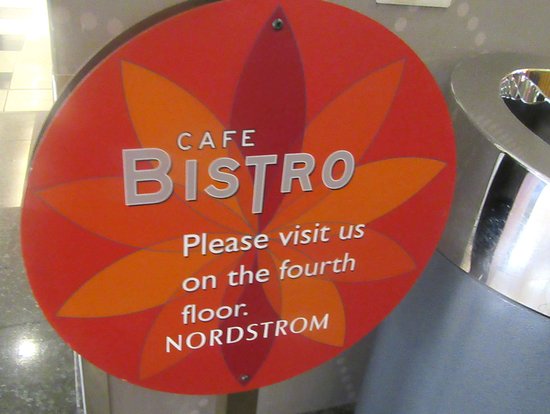 CAFE
BISTRO
Please visit us
on the fourth
floor.
NORDSTROM